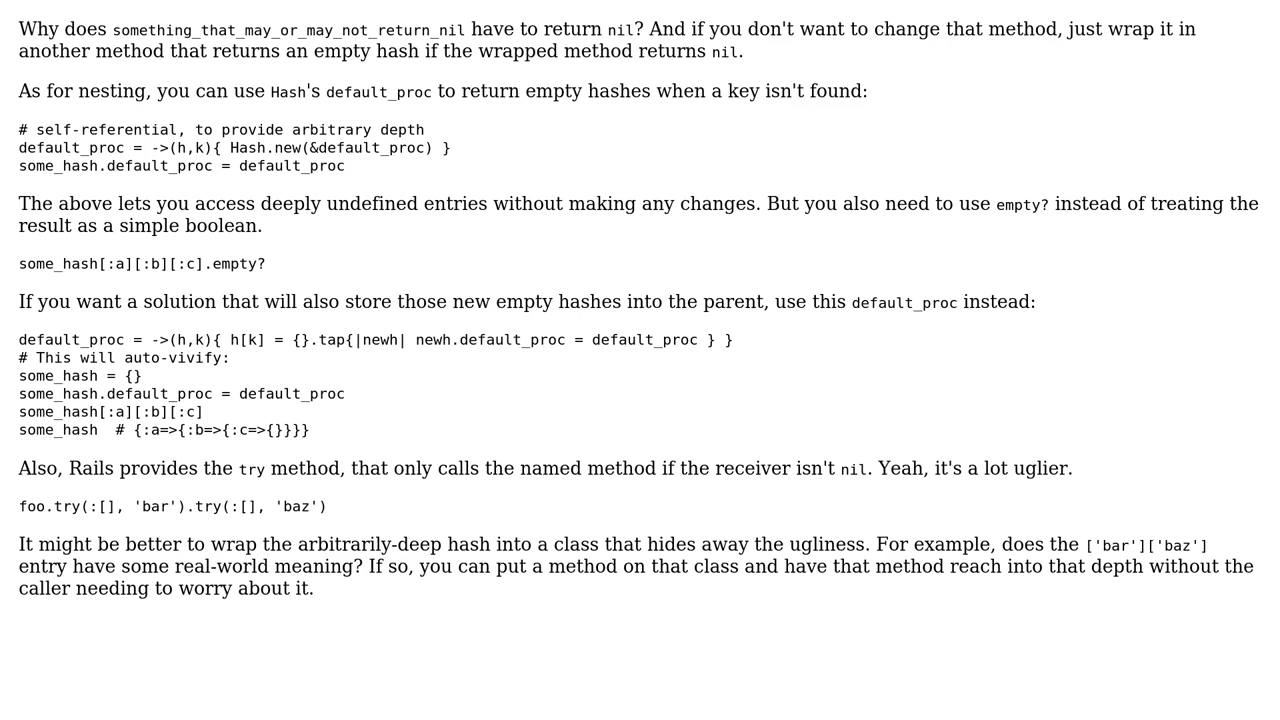 Why does something_that_may_or_may_not_return_nil have to return nil? And if you don't want to change that method, just wrap it in
another method that returns an empty hash if the wrapped method returns nil.
As for nesting, you can use Hash's default_proc to return empty hashes when a key isn't found:
# self-referential, to provide arbitrary depth
default_proc = ->(h,k){ Hash.new(&default_proc) }
some_hash.default_proc = default_proc
The above lets you access deeply undefined entries without making any changes. But you also need to use empty? instead of treating the
result as a simple boolean.
some_hash[:a][:b][:c].empty?
If you want a solution that will also store those new empty hashes into the parent, use this default_proc instead:
default_proc = ->(h,k){ h[k] = {}.tap{|newh| newh.default_proc = default_proc } }
# This will auto-vivify:
some_hash = {}
some_hash.default_proc = default_proc
some_hash[:a][:b][:c]
some_hash  # {:a=>{:b=>{:c=>{}}}}
Also, Rails provides the try method, that only calls the named method if the receiver isn't nil. Yeah, it's a lot uglier.
foo.try(:[], 'bar').try(:[], 'baz')
It might be better to wrap the arbitrarily-deep hash into a class that hides away the ugliness. For example, does the ['bar']['baz']
entry have some real-world meaning? If so, you can put a method on that class and have that method reach into that depth without the
caller needing to worry about it.